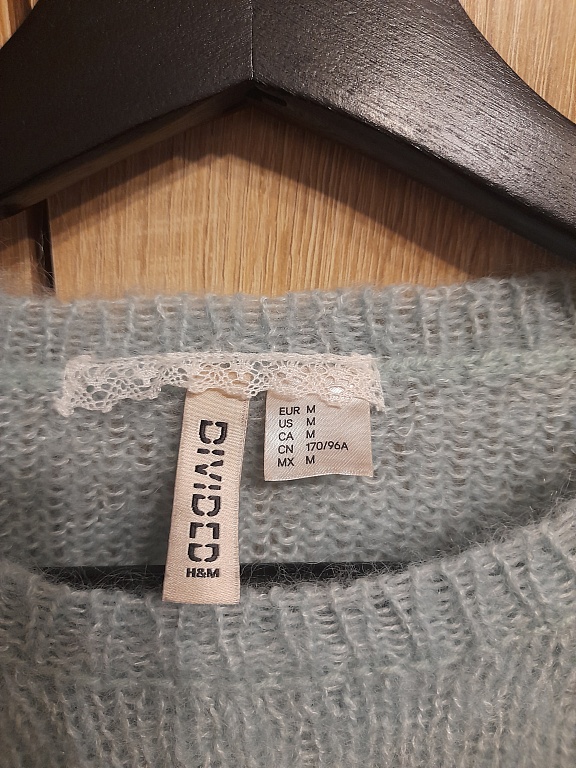 DIVIDED
H&M
EUR M
US M
CA M
CN 170/96A
MX M